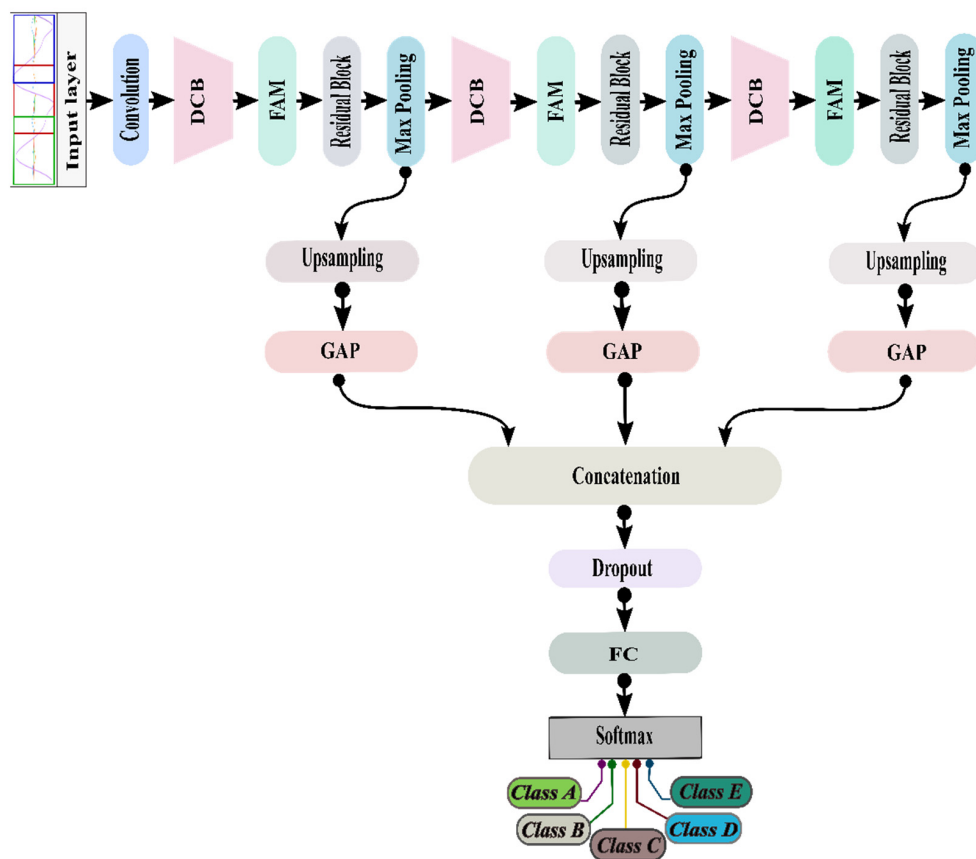 Input layer
Convolution
DCB
FAM
Residual Block
Max Pooling
DCB
FAM
Residual Block
Max Pooling
DCB
FAM
Residual Block
Max Pooling
Upsampling
Upsampling
Upsampling
GAP
GAP
GAP
Concatenation
Dropout
FC
Softmax
Class A
Class E
Class B
Class D
Class C